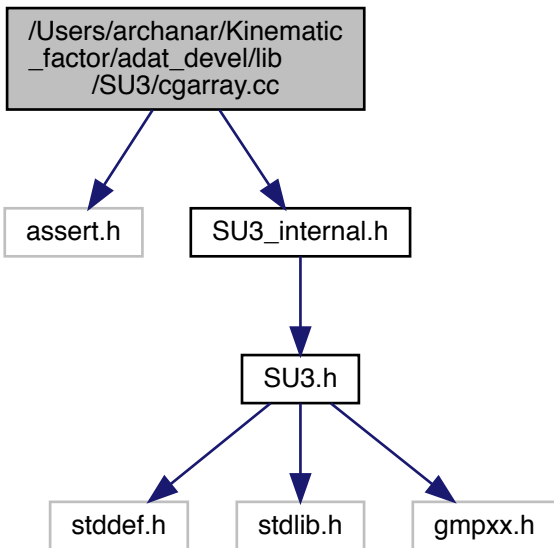 /Users/archanar/Kinematic
_factor/adat_devel/lib
/SU3/cgarray.cc
assert.h
SU3_internal.h
SU3.h
stddef.h
stdlib.h
gmpxx.h